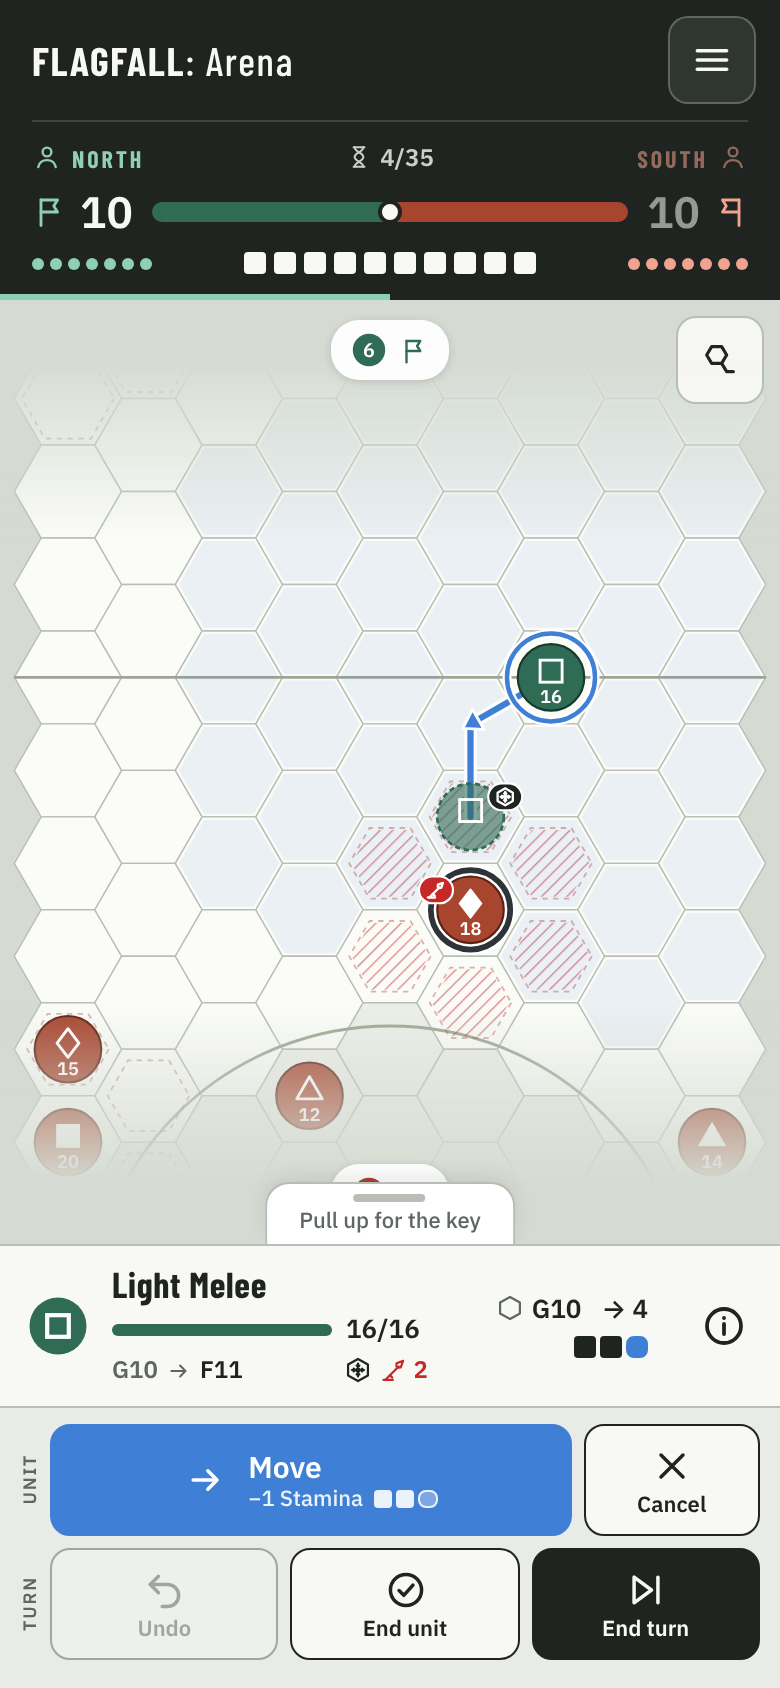 FLAGFALL: Arena
NORTH
4/35
SOUTH
10
10
6
16
18
15
12
20
14
Pull up for the key
Light Melee
16/16
G10 → 4
G10 → F11
2
UNIT
Move
−1 Stamina
Cancel
TURN
Undo
End unit
End turn